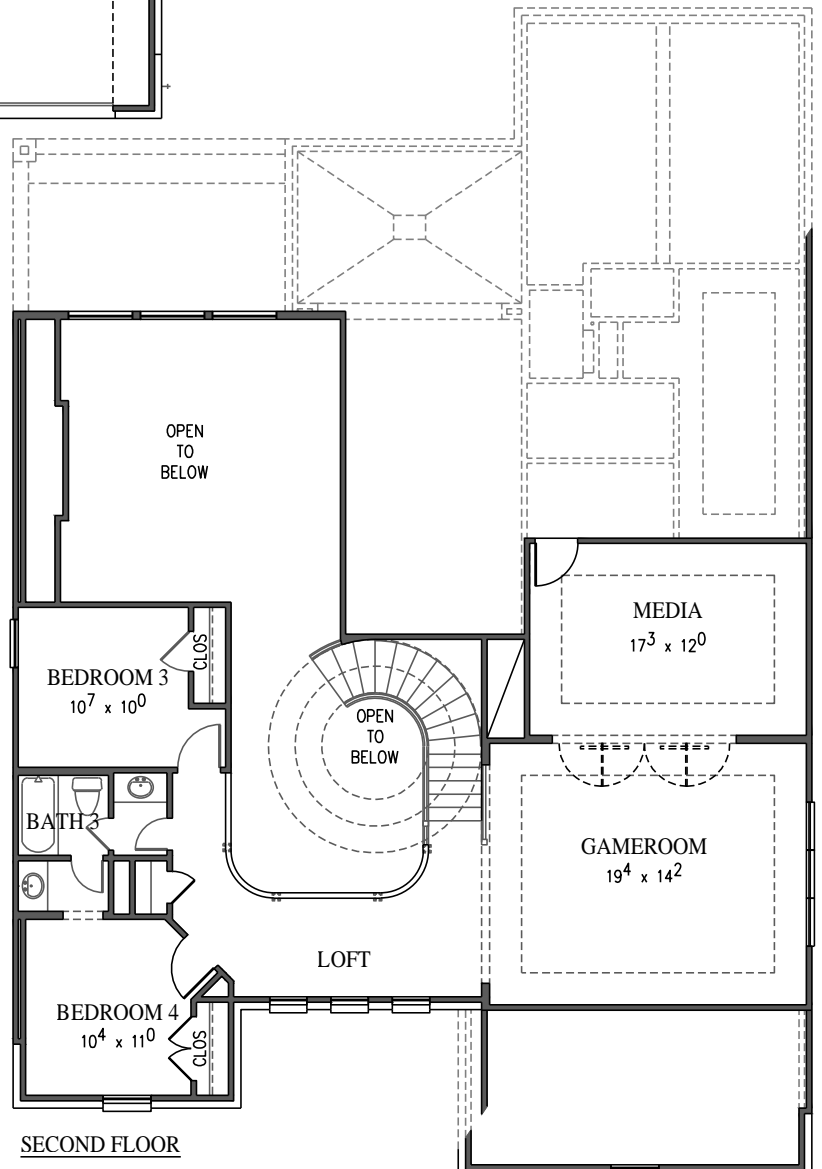 OPEN
TO
BELOW
MEDIA
17³ x 12⁰
CLOS
BEDROOM 3
10⁷ x 10⁰
OPEN
TO
BELOW
BATH 3
GAMEROOM
19⁴ x 14²
LOFT
BEDROOM 4
10⁴ x 11⁰
CLOS
SECOND FLOOR